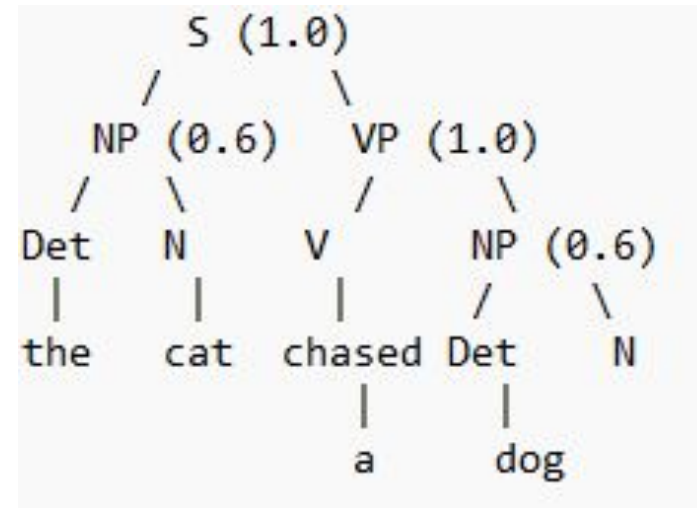 S (1.0)
/ \
NP (0.6) VP (1.0)
/ \ / \
Det N V NP (0.6)
| | | / \
the cat chased Det N
| |
a dog